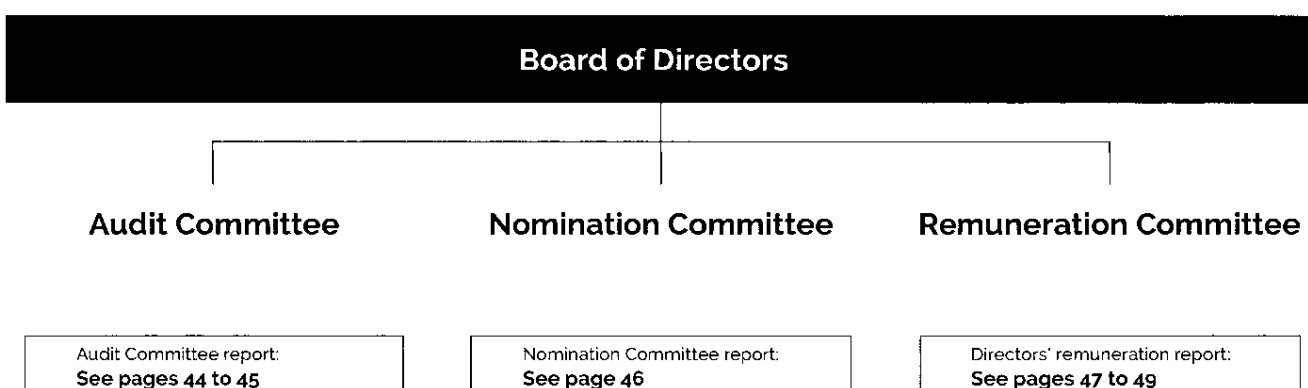 Board of Directors
Audit Committee
Nomination Committee
Remuneration Committee
Audit Committee report:
See pages 44 to 45
Nomination Committee report:
See page 46
Directors' remuneration report:
See pages 47 to 49